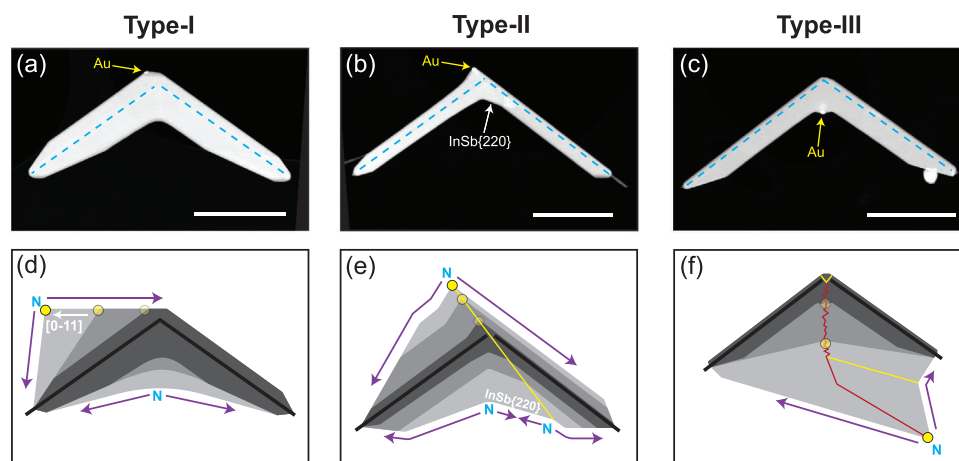 Type-I
Type-II
Type-III
(a)
Au
(b)
Au
InSb{220}
(c)
Au
(d)
N
[0-11]
N
(e)
N
InSb{220}
N
N
(f)
N